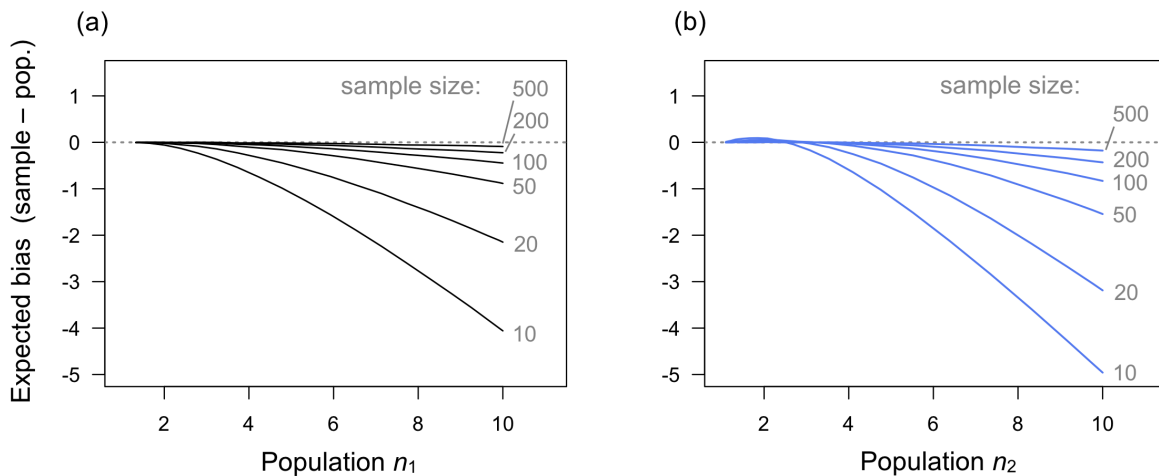 (a)
Expected bias (sample – pop.)
1
0
-1
-2
-3
-4
-5
sample size:
500
200
100
50
20
10
2 4 6 8 10
Population n₁
(b)
1
0
-1
-2
-3
-4
-5
sample size:
500
200
100
50
20
10
2 4 6 8 10
Population n₂